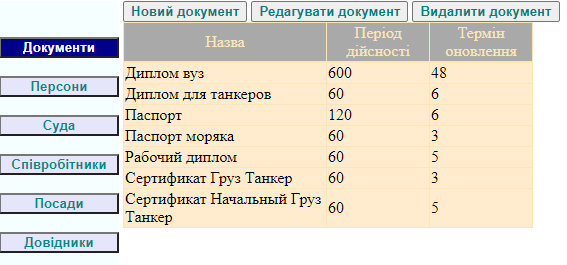 Новий документ Редагувати документ Видалити документ
Документи
Персони
Суда
Співробітники
Посади
Довідники
Назва Період дійсності Термін оновлення
Диплом вуз 600 48
Диплом для танкеров 60 6
Паспорт 120 6
Паспорт моряка 60 3
Рабочий диплом 60 5
Сертификат Груз Танкер 60 3
Сертификат Начальный Груз
Танкер 60 5